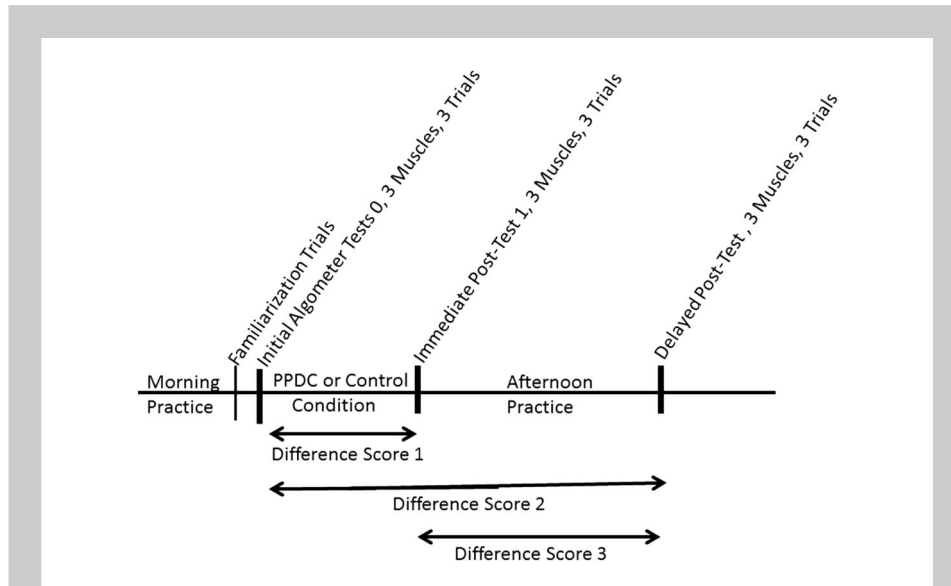 Familiarization Trials
Initial Algometer Tests 0, 3 Muscles, 3 Trials
Immediate Post-Test 1, 3 Muscles, 3 Trials
Delayed Post-Test , 3 Muscles, 3 Trials
Morning
Practice
PPDC or Control
Condition
Afternoon
Practice
Difference Score 1
Difference Score 2
Difference Score 3